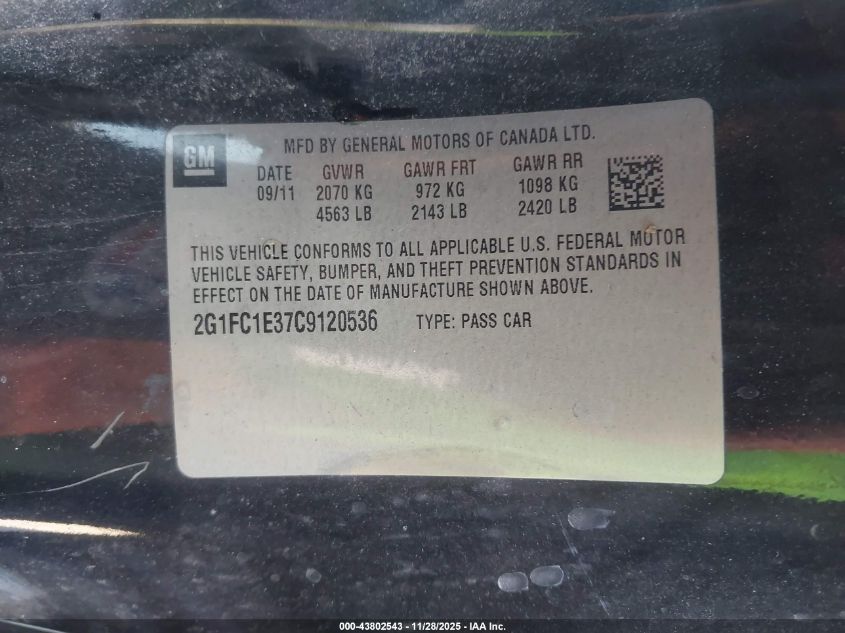 GM
MFD BY GENERAL MOTORS OF CANADA LTD.
DATE GVWR GAWR FRT GAWR RR
09/11 2070 KG 972 KG 1098 KG
4563 LB 2143 LB 2420 LB
THIS VEHICLE CONFORMS TO ALL APPLICABLE U.S. FEDERAL MOTOR
VEHICLE SAFETY, BUMPER, AND THEFT PREVENTION STANDARDS IN
EFFECT ON THE DATE OF MANUFACTURE SHOWN ABOVE.
2G1FC1E37C9120536 TYPE: PASS CAR
000-43802543 - 11/28/2025 - IAA Inc.